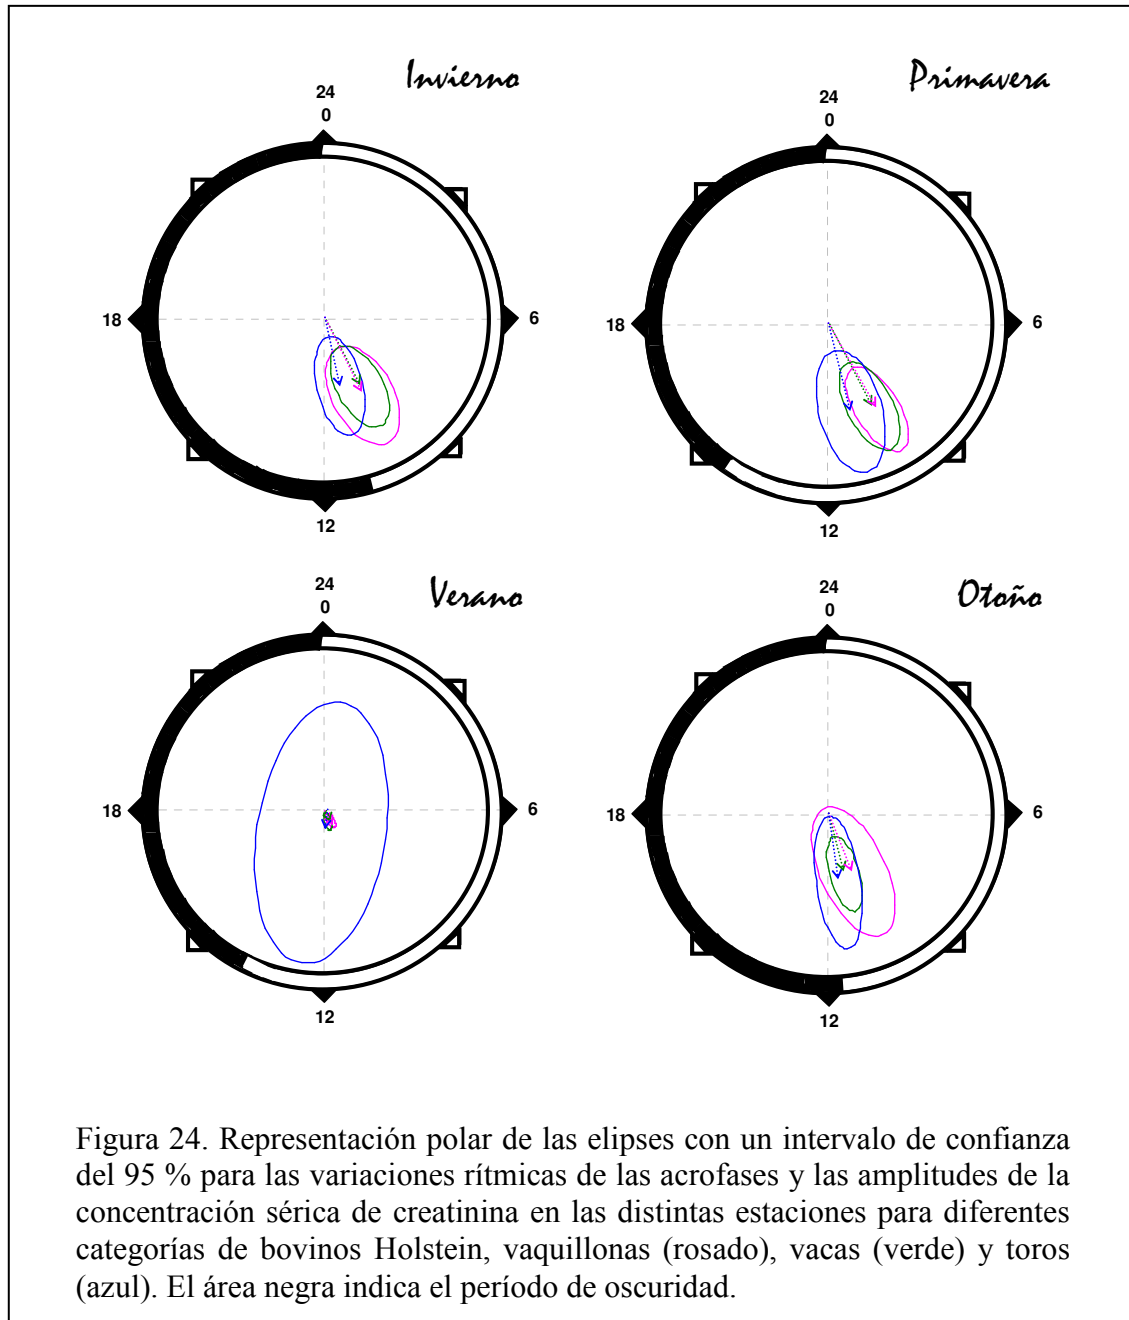 Invierno
24
0
18
6
12
Primavera
24
0
18
6
12
Verano
24
0
18
6
12
Otoño
24
0
18
6
12
Figura 24. Representación polar de las elipses con un intervalo de confianza
del 95 % para las variaciones rítmicas de las acrofases y las amplitudes de la
concentración sérica de creatinina en las distintas estaciones para diferentes
categorías de bovinos Holstein, vaquillonas (rosado), vacas (verde) y toros
(azul). El área negra indica el período de oscuridad.